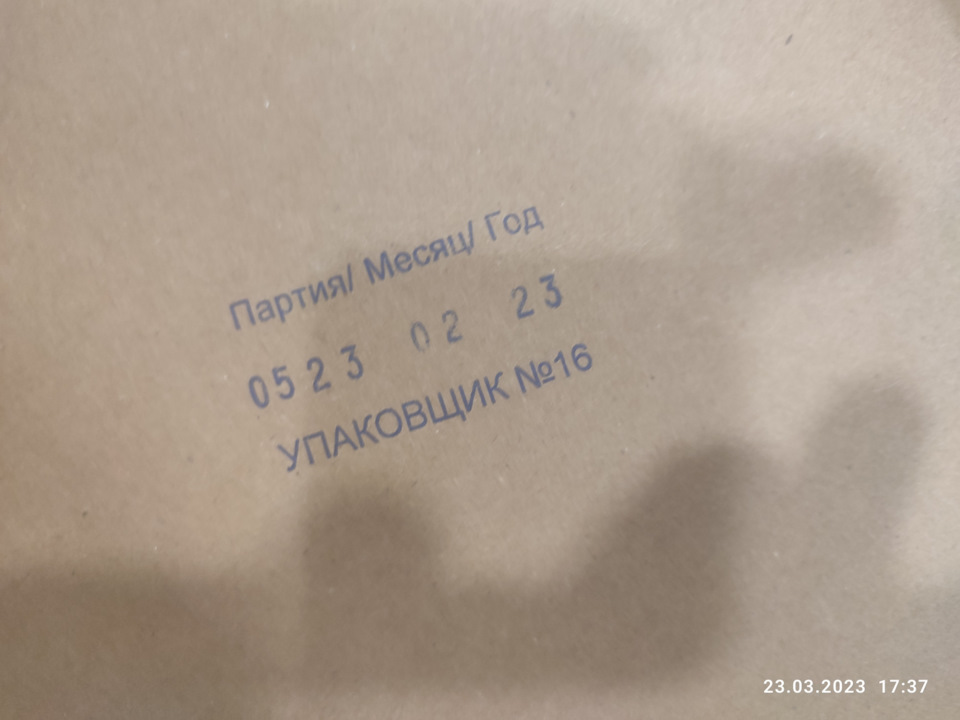 Партия/ Месяц/ Год
0523 02 23
УПАКОВЩИК №16
23.03.2023 17:37